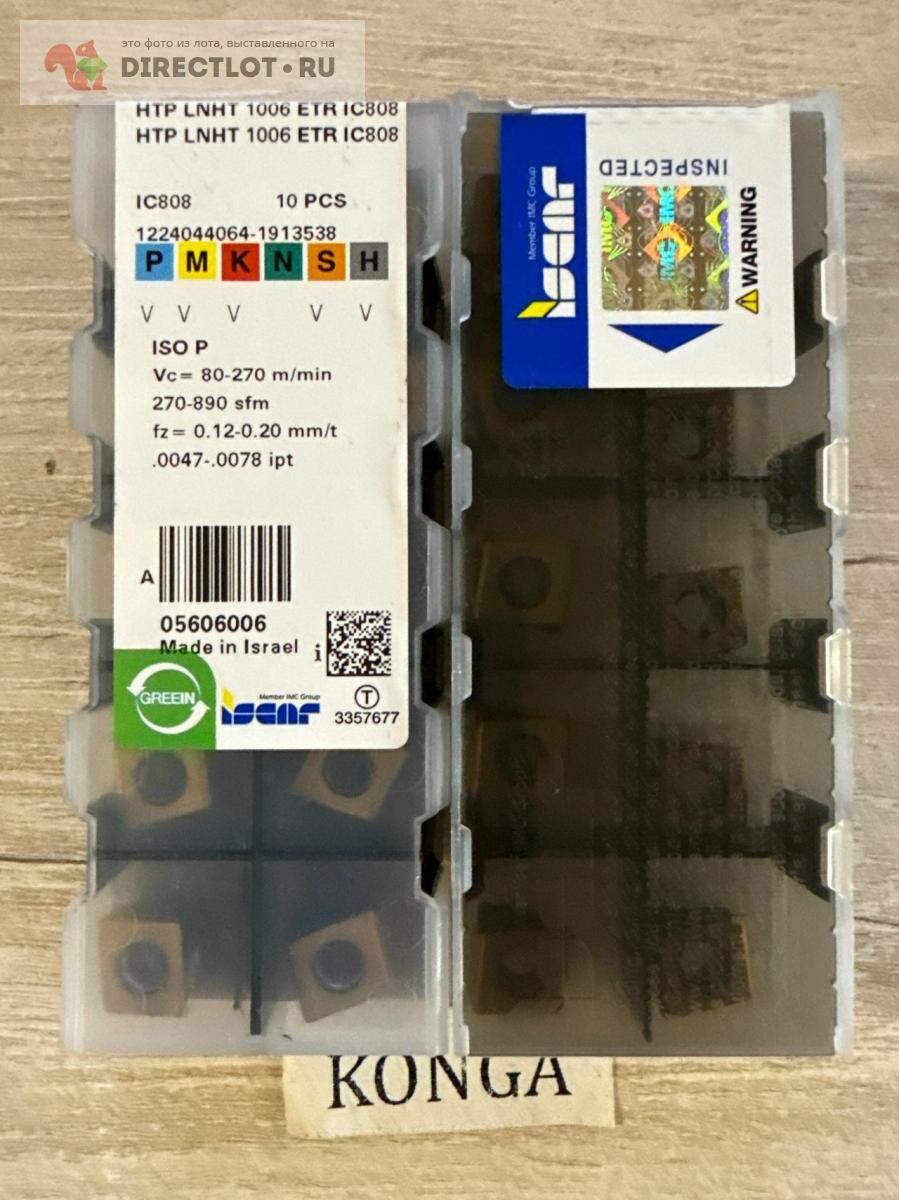 это фото из лота, выставленного на
DIRECTLOT.RU
HTP LNHT 1006 ETR IC808
HTP LNHT 1006 ETR IC808
IC808 10 PCS
1224044064-1913538
P M K N S H
V V V V V
ISO P
Vc= 80-270 m/min
270-890 sfm
fz= 0.12-0.20 mm/t
.0047-.0078 ipt
A
05606006
Made in Israel
i
GREEIN
Member IMC Group
iscar
T
3357677
INSPECTED
Member IMC Group
iscar
IMC
WARNING
KONGA